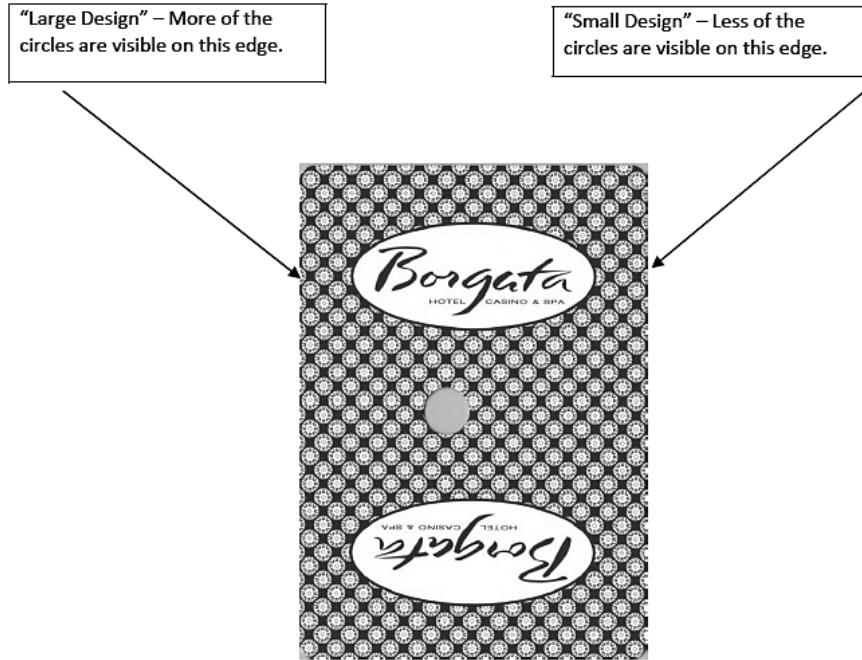 “Large Design” – More of the
circles are visible on this edge.
“Small Design” – Less of the
circles are visible on this edge.
Borgata
HOTEL CASINO & SPA
Borgata
HOTEL CASINO & SPA